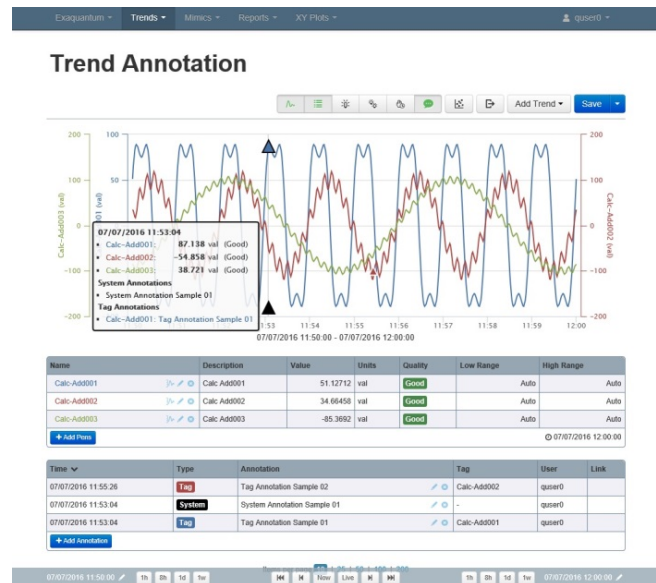 Exaquantum Trends Mimics Reports XY Plots quser0
Trend Annotation
Add Trend Save
200 100 200
100 50 100
0 0
-100 -100
-200 -200
Calc-Add003 (val)
Calc-Add002 (val)
07/07/2016 11:53:04
Calc-Add001: 87.138 val (Good)
Calc-Add002: -54.858 val (Good)
Calc-Add003: 38.721 val (Good)
System Annotations
System Annotation Sample 01
Tag Annotations
Calc-Add001: Tag Annotation Sample 01
11:54 11:55 11:56 11:57 11:58 11:59 12:00
07/07/2016 11:50:00 - 07/07/2016 12:00:00
Name Description Value Units Quality Low Range High Range
Calc-Add001 Calc Add001 51.12712 val Good Auto Auto
Calc-Add002 Calc Add002 34.66458 val Good Auto Auto
Calc-Add003 Calc Add003 -85.3692 val Good Auto Auto
+ Add Pens 07/07/2016 12:00:00
Time Type Annotation Tag User Link
07/07/2016 11:55:26 Tag Tag Annotation Sample 02 Calc-Add002 quser0
07/07/2016 11:53:04 System System Annotation Sample 01 - quser0
07/07/2016 11:53:04 Tag Tag Annotation Sample 01 Calc-Add001 quser0
+ Add Annotation
07/07/2016 11:50:00 1h 8h 1d 1w Now Live 1h 8h 1d 1w 07/07/2016 12:00:00